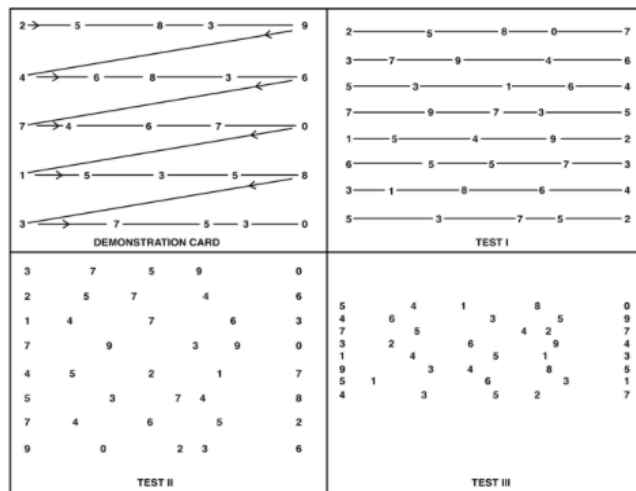 2 5 8 3 9
4 6 8 3 6
7 4 6 7 0
1 5 3 5 8
3 7 5 3 0
DEMONSTRATION CARD
2 5 8 0 7
3 7 9 4 6
5 3 1 6 4
7 9 7 3 5
1 5 4 9 2
6 5 5 7 3
3 1 8 6 4
5 3 7 5 2
TEST I
3 7 5 9 0
2 5 7 4 6
1 4 7 6 3
7 9 3 9 0
4 5 2 1 7
5 3 7 4 8
7 4 6 5 2
9 0 2 3 6
TEST II
5 4 1 8 0
4 6 3 5 9
7 5 4 2 7
3 2 6 9 4
1 4 5 1 3
9 3 4 8 5
5 1 6 3 1
4 3 5 2 7
TEST III